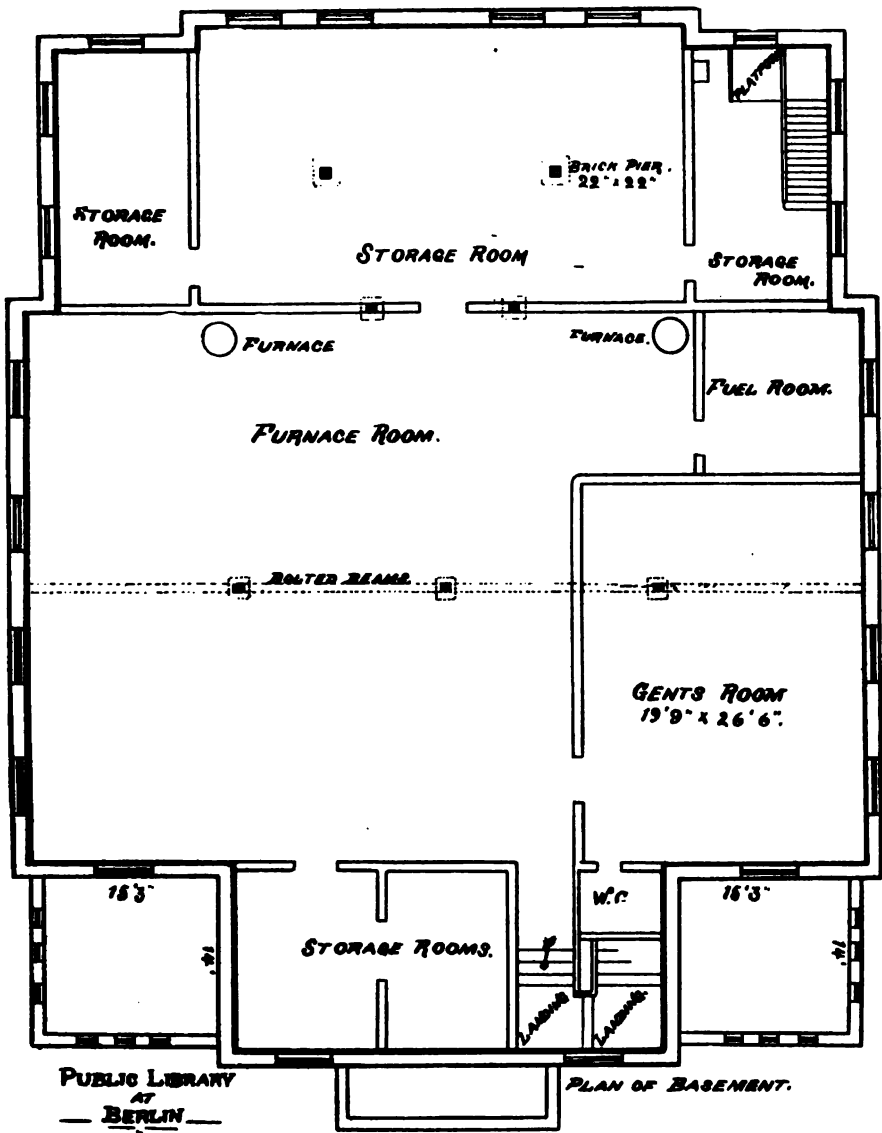 PLATFORM
BRICK PIER.
22" x 22"
STORAGE
ROOM.
STORAGE ROOM
STORAGE
ROOM.
FURNACE
FURNACE.
FUEL ROOM.
FURNACE ROOM.
BOLTED BEAMS.
GENTS ROOM
19'9" x 26'6".
15'3"
W.C.
15'3"
14'
STORAGE ROOMS.
14'
LANDING
LANDING.
PUBLIC LIBRARY
AT
BERLIN
PLAN OF BASEMENT.